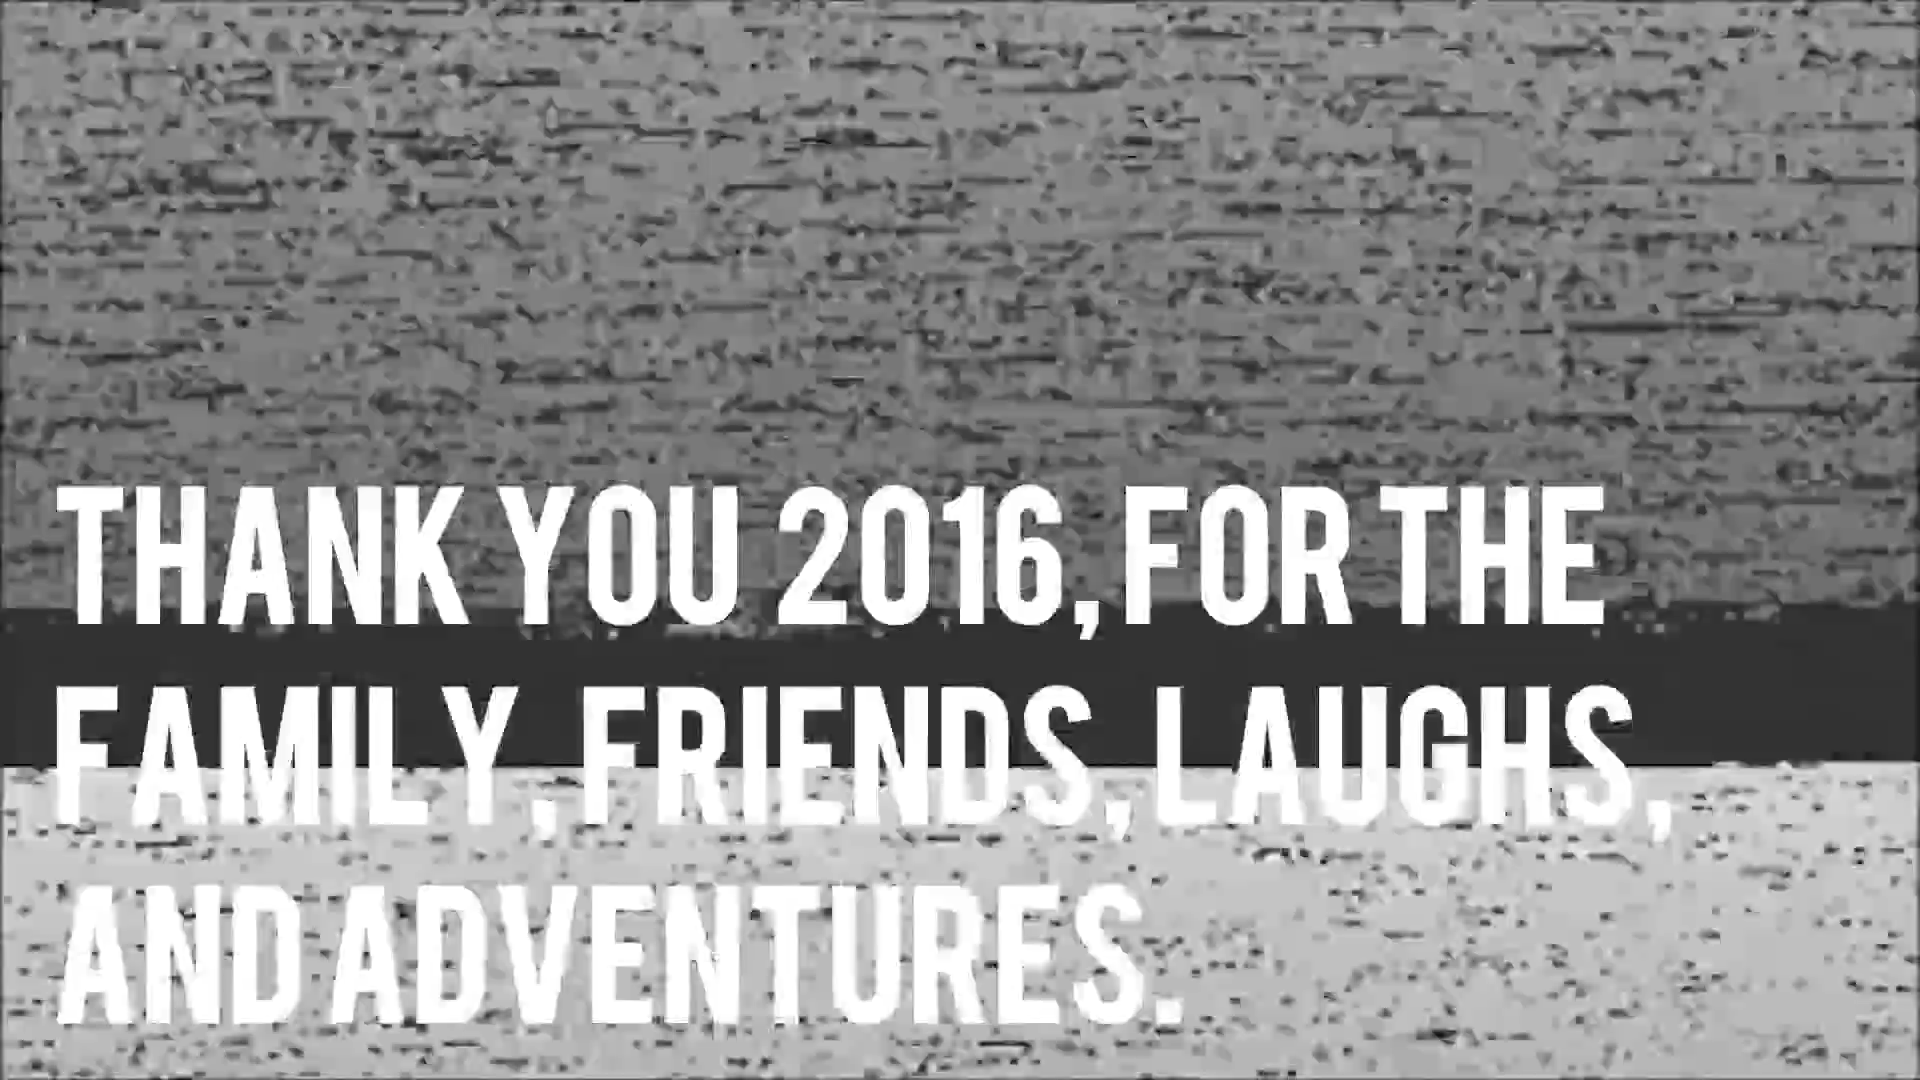 THANK YOU 2016, FOR THE
FAMILY, FRIENDS, LAUGHS,
AND ADVENTURES.